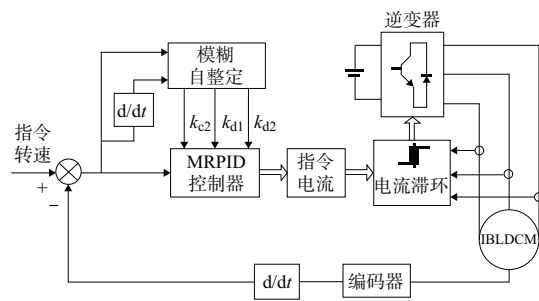 逆变器
模糊
自整定
d/dt
k_c2
k_d1
k_d2
指令
转速
+
−
MRPID
控制器
指令
电流
电流滞环
IBLDCM
d/dt
编码器